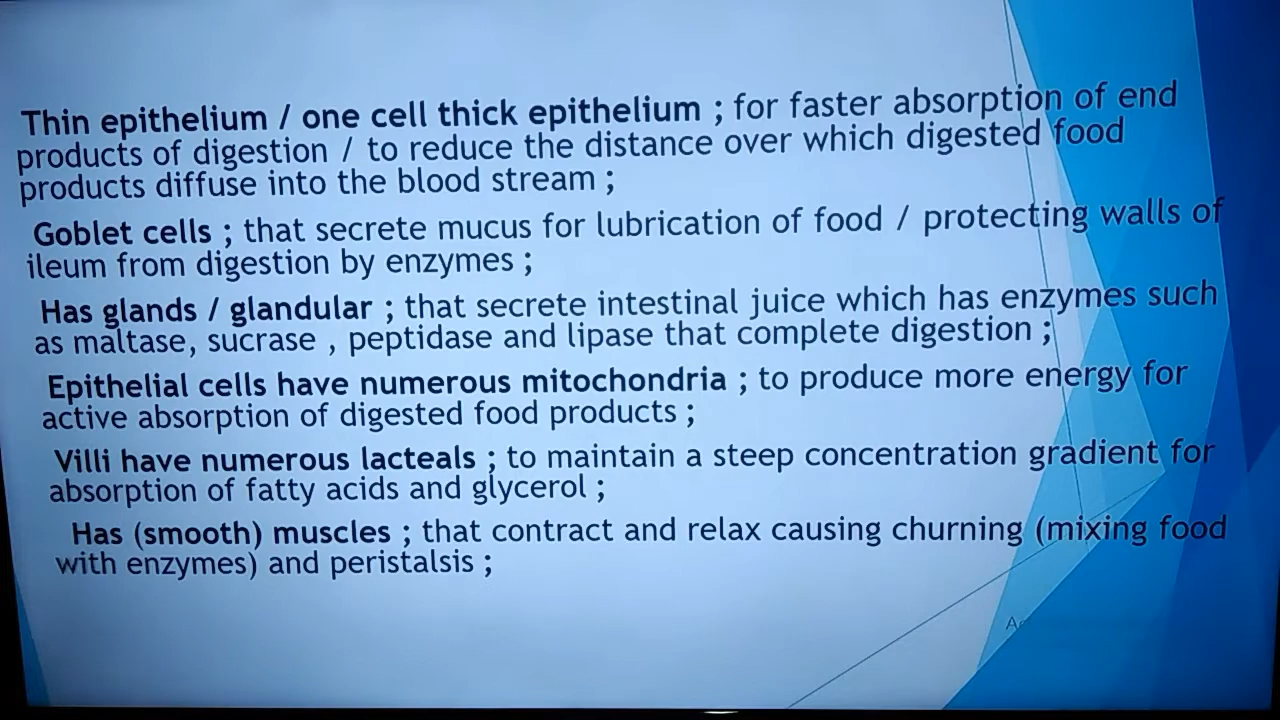 Thin epithelium / one cell thick epithelium ; for faster absorption of end
products of digestion / to reduce the distance over which digested food
products diffuse into the blood stream ;
Goblet cells ; that secrete mucus for lubrication of food / protecting walls of
ileum from digestion by enzymes ;
Has glands / glandular ; that secrete intestinal juice which has enzymes such
as maltase, sucrase , peptidase and lipase that complete digestion ;
Epithelial cells have numerous mitochondria ; to produce more energy for
active absorption of digested food products ;
Villi have numerous lacteals ; to maintain a steep concentration gradient for
absorption of fatty acids and glycerol ;
Has (smooth) muscles ; that contract and relax causing churning (mixing food
with enzymes) and peristalsis ;